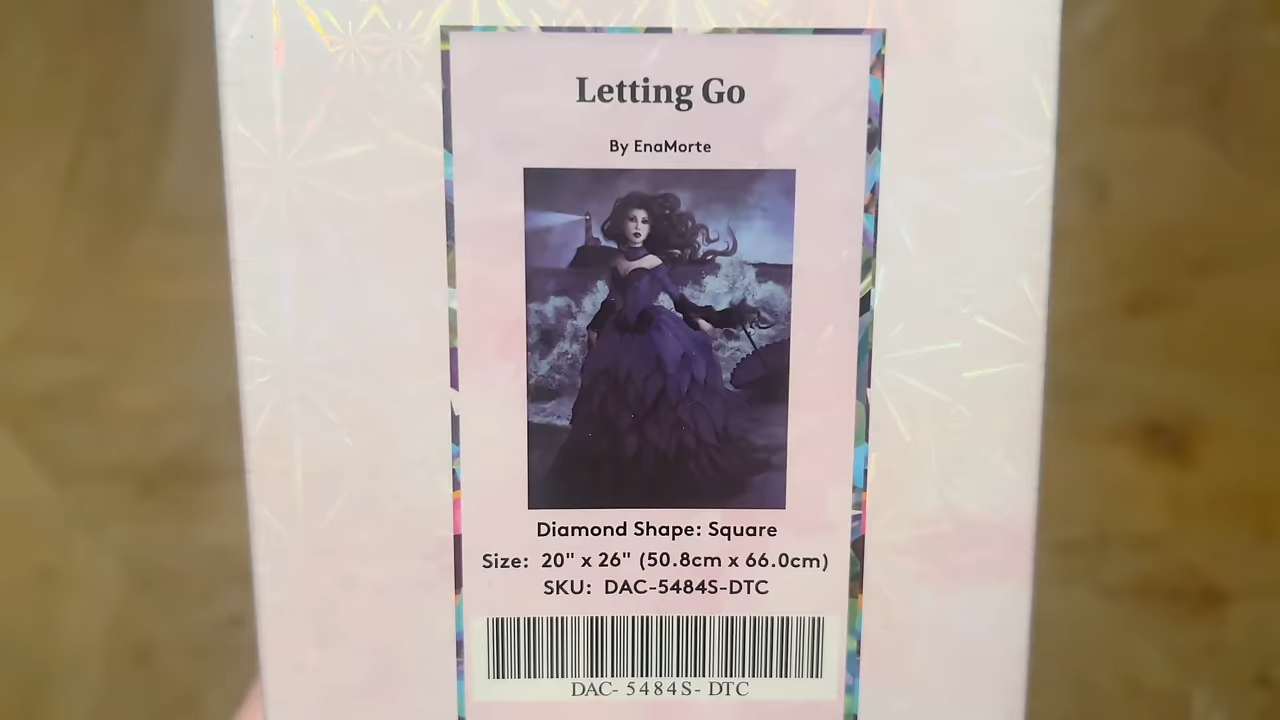 Letting Go
By EnaMorte
Diamond Shape: Square
Size: 20" x 26" (50.8cm x 66.0cm)
SKU: DAC-5484S-DTC
DAC- 5484S- DTC